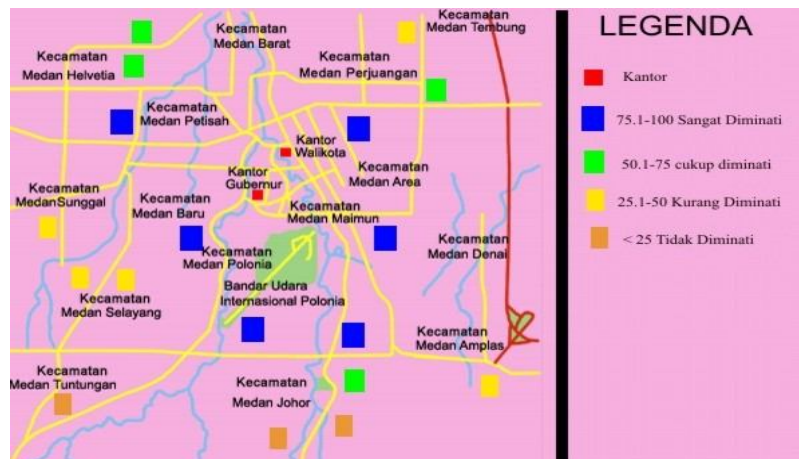 Kecamatan
Medan Barat
Kecamatan
Medan Tembung
Kecamatan
Medan Helvetia
Kecamatan
Medan Perjuangan
Kecamatan
Medan Petisah
Kantor
Walikota
Kantor
Gubernur
Kecamatan
Medan Area
Kecamatan
MedanSunggal
Kecamatan
Medan Baru
Kecamatan
Medan Maimun
Kecamatan
Medan Polonia
Kecamatan
Medan Denai
Bandar Udara
Internasional Polonia
Kecamatan
Medan Selayang
Kecamatan
Medan Amplas
Kecamatan
Medan Tuntungan
Kecamatan
Medan Johor
LEGENDA
Kantor
75.1-100 Sangat Diminati
50.1-75 cukup diminati
25.1-50 Kurang Diminati
< 25 Tidak Diminati